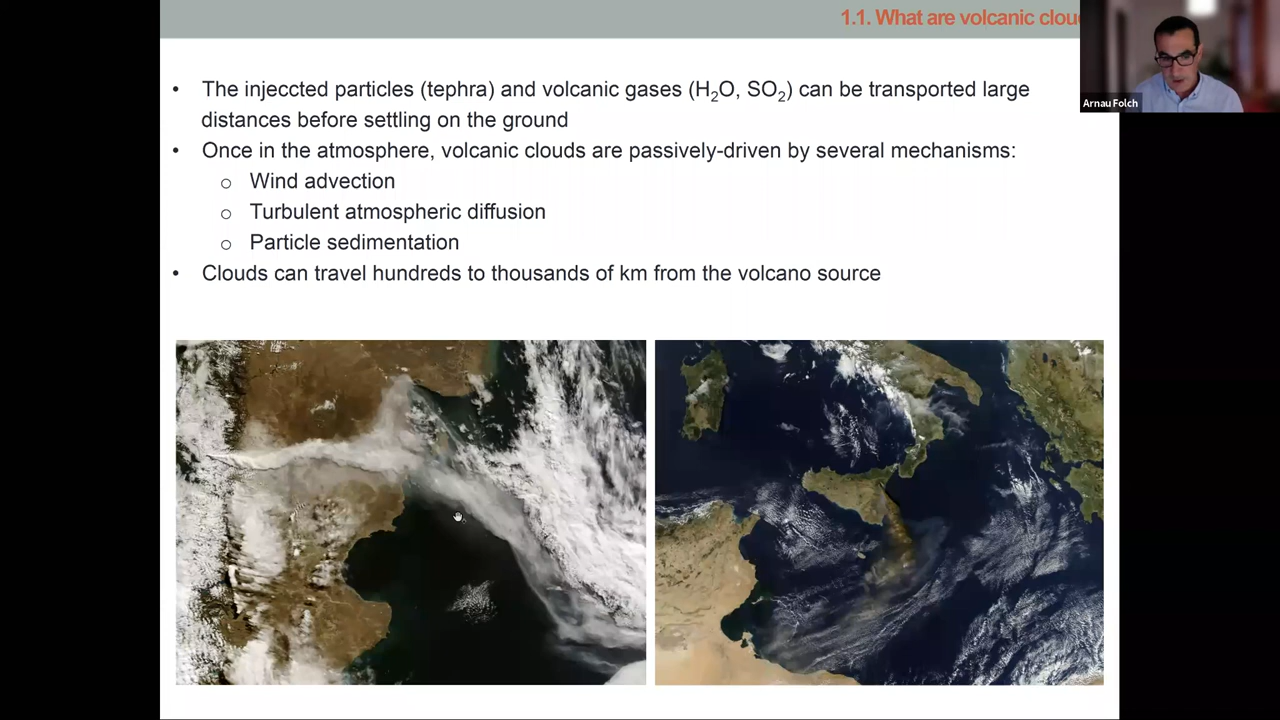 1.1. What are volcanic clou
Arnau Folch
• The injeccted particles (tephra) and volcanic gases (H₂O, SO₂) can be transported large
distances before settling on the ground
• Once in the atmosphere, volcanic clouds are passively-driven by several mechanisms:
o Wind advection
o Turbulent atmospheric diffusion
o Particle sedimentation
• Clouds can travel hundreds to thousands of km from the volcano source